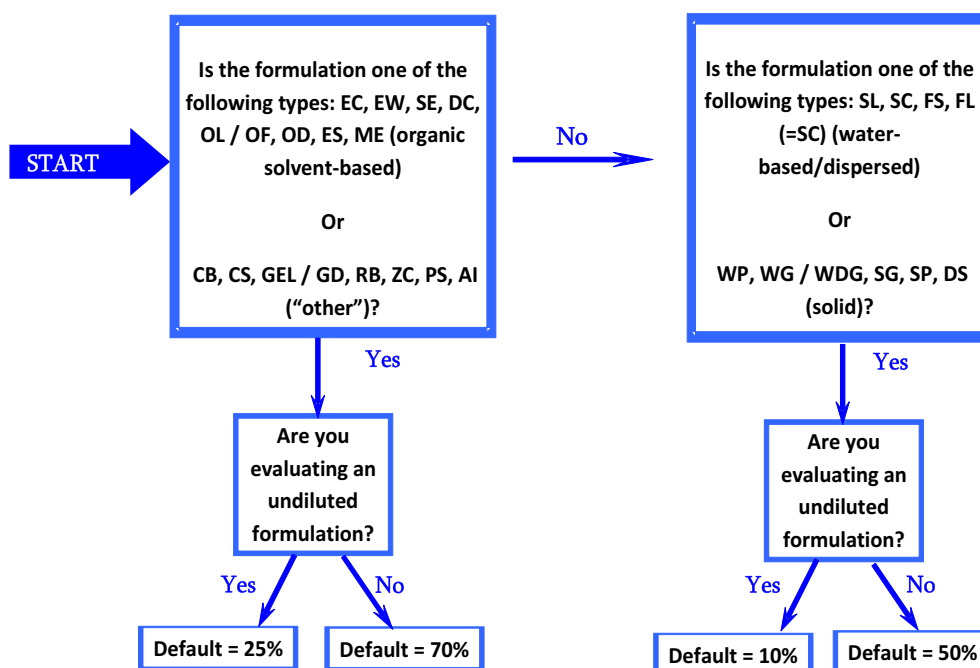 START
Is the formulation one of the
following types: EC, EW, SE, DC,
OL / OF, OD, ES, ME (organic
solvent-based)
Or
CB, CS, GEL / GD, RB, ZC, PS, AI
(“other”)?
No
Is the formulation one of the
following types: SL, SC, FS, FL
(=SC) (water-
based/dispersed)
Or
WP, WG / WDG, SG, SP, DS
(solid)?
Yes
Are you
evaluating an
undiluted
formulation?
Yes
No
Default = 25%
Default = 70%
Yes
Are you
evaluating an
undiluted
formulation?
Yes
No
Default = 10%
Default = 50%